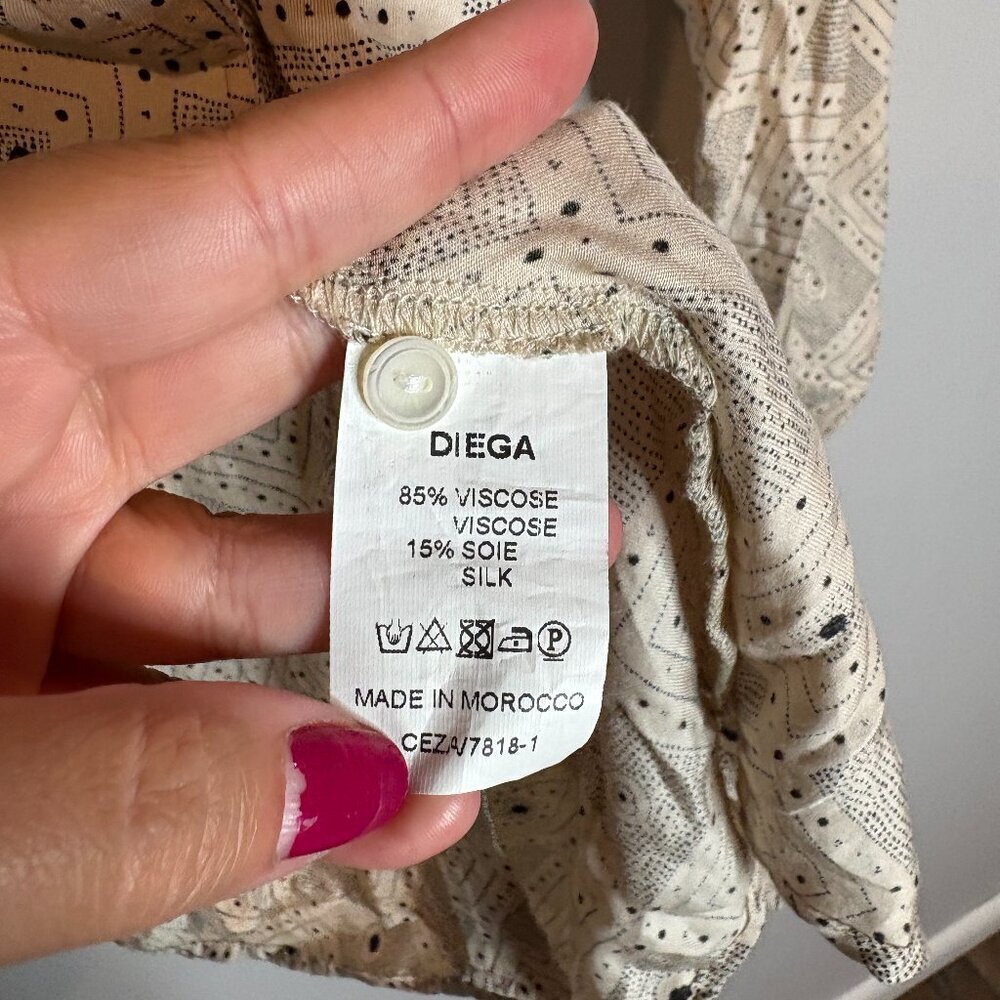 DIEGA
85% VISCOSE
VISCOSE
15% SOIE
SILK
P
MADE IN MOROCCO
CEZA/7818-1